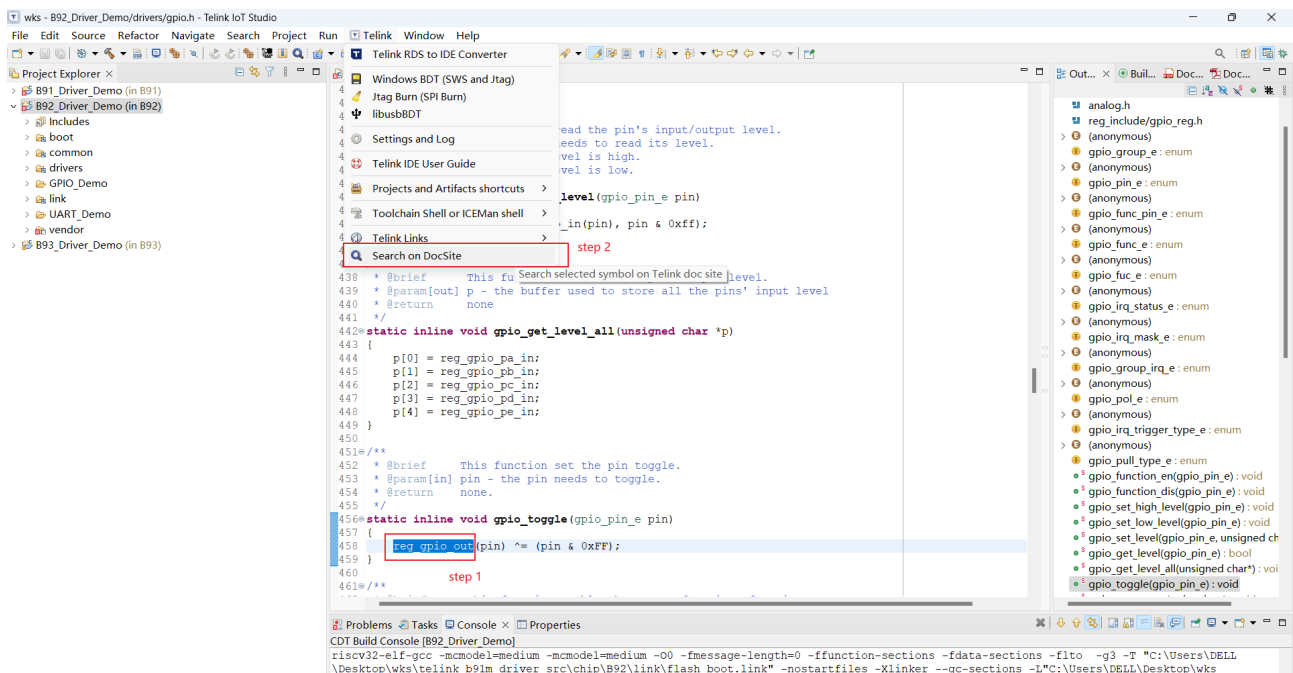 wks - B92_Driver_Demo/drivers/gpio.h - Telink IoT Studio
File Edit Source Refactor Navigate Search Project Run Telink Window Help
Project Explorer
B91_Driver_Demo (in B91)
B92_Driver_Demo (in B92)
Includes
boot
common
drivers
GPIO_Demo
link
UART_Demo
vendor
B93_Driver_Demo (in B93)
Telink RDS to IDE Converter
Windows BDT (SWS and Jtag)
Jtag Burn (SPI Burn)
libusbBDT
Settings and Log
Telink IDE User Guide
Projects and Artifacts shortcuts
Toolchain Shell or ICEMan shell
Telink Links
Search on DocSite
step 2
Search selected symbol on Telink doc site
ead the pin's input/output level.
eeds to read its level.
vel is high.
vel is low.
level(gpio_pin_e pin)
in(pin), pin & 0xff);
438 * @brief This fu level.
439 * @param[out] p - the buffer used to store all the pins' input level
440 * @return none
441 */
442 static inline void gpio_get_level_all(unsigned char *p)
443 {
444 p[0] = reg_gpio_pa_in;
445 p[1] = reg_gpio_pb_in;
446 p[2] = reg_gpio_pc_in;
447 p[3] = reg_gpio_pd_in;
448 p[4] = reg_gpio_pe_in;
449 }
450
451 /**
452 * @brief This function set the pin toggle.
453 * @param[in] pin - the pin needs to toggle.
454 * @return none.
455 */
456 static inline void gpio_toggle(gpio_pin_e pin)
457 {
458 reg_gpio_out(pin) ^= (pin & 0xFF);
459 }
460
step 1
461 /**
Out... Buil... Doc... Doc...
analog.h
reg_include/gpio_reg.h
(anonymous)
gpio_group_e : enum
(anonymous)
gpio_pin_e : enum
(anonymous)
gpio_func_pin_e : enum
(anonymous)
gpio_func_e : enum
(anonymous)
gpio_fuc_e : enum
(anonymous)
gpio_irq_status_e : enum
(anonymous)
gpio_irq_mask_e : enum
(anonymous)
gpio_group_irq_e : enum
(anonymous)
gpio_pol_e : enum
(anonymous)
gpio_irq_trigger_type_e : enum
(anonymous)
gpio_pull_type_e : enum
gpio_function_en(gpio_pin_e) : void
gpio_function_dis(gpio_pin_e) : void
gpio_set_high_level(gpio_pin_e) : void
gpio_set_low_level(gpio_pin_e) : void
gpio_set_level(gpio_pin_e, unsigned ch
gpio_get_level(gpio_pin_e) : bool
gpio_get_level_all(unsigned char*) : voi
gpio_toggle(gpio_pin_e) : void
Problems Tasks Console Properties
CDT Build Console [B92_Driver_Demo]
riscv32-elf-gcc -mcmodel=medium -mcmodel=medium -O0 -fmessage-length=0 -ffunction-sections -fdata-sections -flto -g3 -T "C:\Users\DELL
\Desktop\wks\telink_b91m_driver_src\chip\B92\link\flash_boot.link" -nostartfiles -Xlinker --gc-sections -L"C:\Users\DELL\Desktop\wks